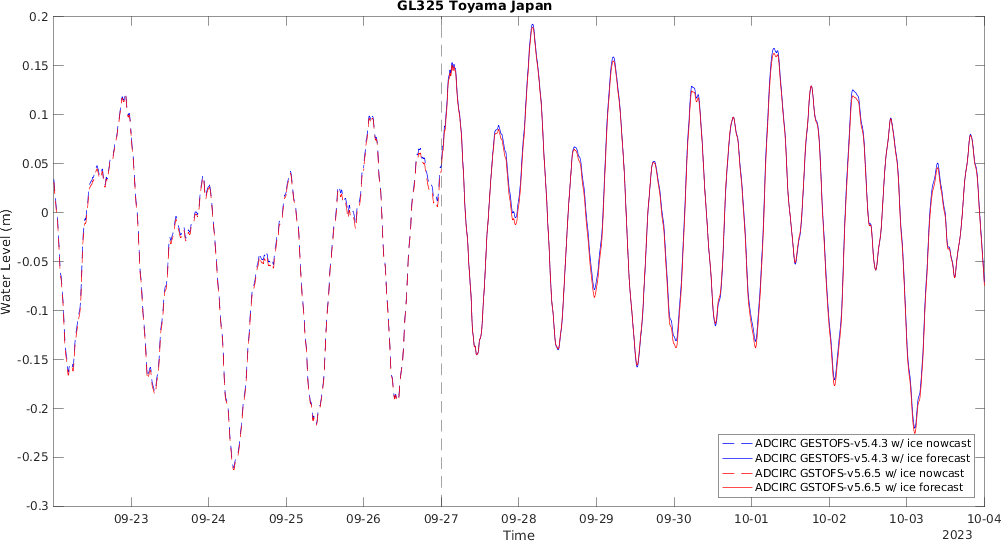 GL325 Toyama Japan
0.2
0.15
0.1
0.05
0
-0.05
-0.1
-0.15
-0.2
-0.25
-0.3
Water Level (m)
09-23 09-24 09-25 09-26 09-27 09-28 09-29 09-30 10-01 10-02 10-03 10-04
Time
2023
ADCIRC GESTOFS-v5.4.3 w/ ice nowcast
ADCIRC GESTOFS-v5.4.3 w/ ice forecast
ADCIRC GSTOFS-v5.6.5 w/ ice nowcast
ADCIRC GSTOFS-v5.6.5 w/ ice forecast